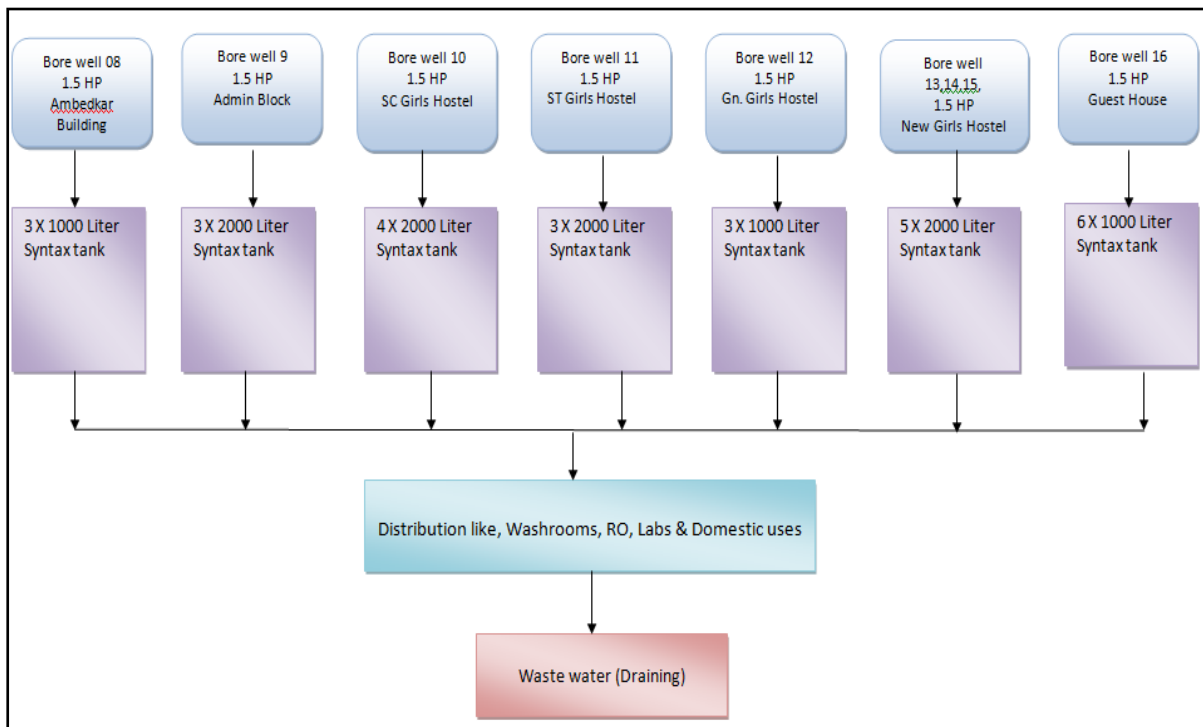 Bore well 08
1.5 HP
Ambedkar
Building
Bore well 9
1.5 HP
Admin Block
Bore well 10
1.5 HP
SC Girls Hostel
Bore well 11
1.5 HP
ST Girls Hostel
Bore well 12
1.5 HP
Gn. Girls Hostel
Bore well
13,14,15,
1.5 HP
New Girls Hostel
Bore well 16
1.5 HP
Guest House
3 X 1000 Liter
Syntax tank
3 X 2000 Liter
Syntax tank
4 X 2000 Liter
Syntax tank
3 X 2000 Liter
Syntax tank
3 X 1000 Liter
Syntax tank
5 X 2000 Liter
Syntax tank
6 X 1000 Liter
Syntax tank
Distribution like, Washrooms, RO, Labs & Domestic uses
Waste water (Draining)